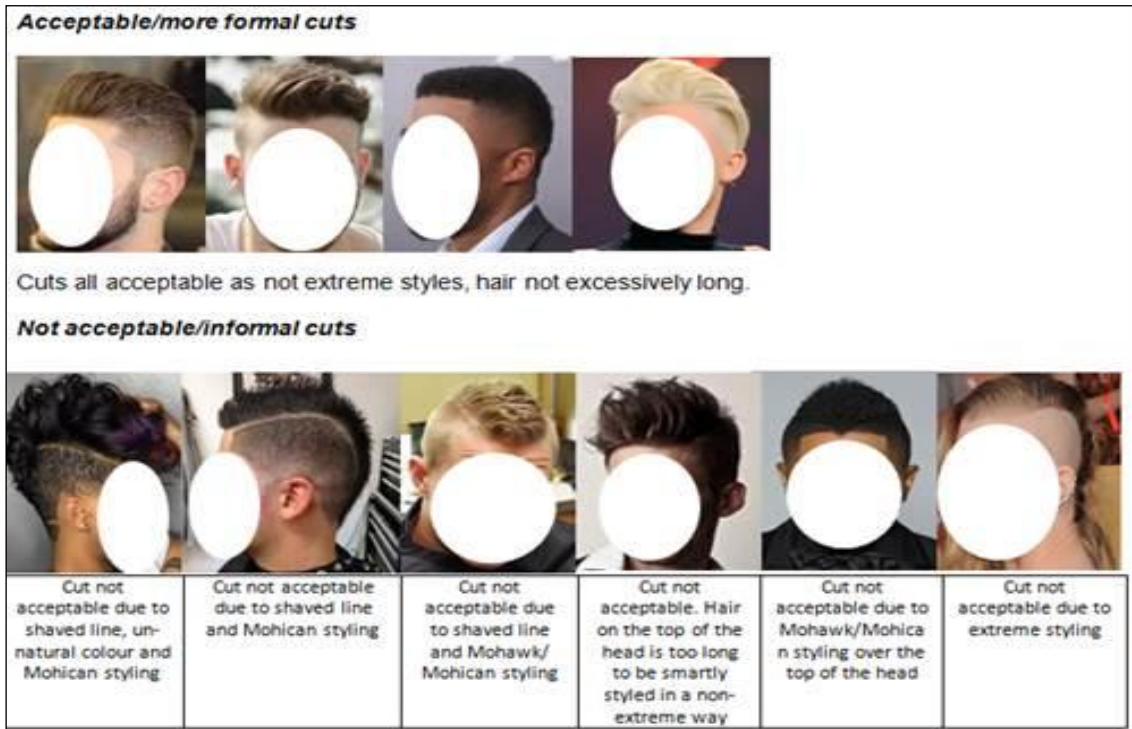 Acceptable/more formal cuts
Cuts all acceptable as not extreme styles, hair not excessively long.
Not acceptable/informal cuts
Cut not
acceptable due to
shaved line, un-
natural colour and
Mohican styling
Cut not acceptable
due to shaved line
and Mohican styling
Cut not
acceptable due
to shaved line
and Mohawk/
Mohican styling
Cut not
acceptable. Hair
on the top of the
head is too long
to be smartly
styled in a non-
extreme way
Cut not
acceptable due to
Mohawk/Mohica
n styling over the
top of the head
Cut not
acceptable due to
extreme styling